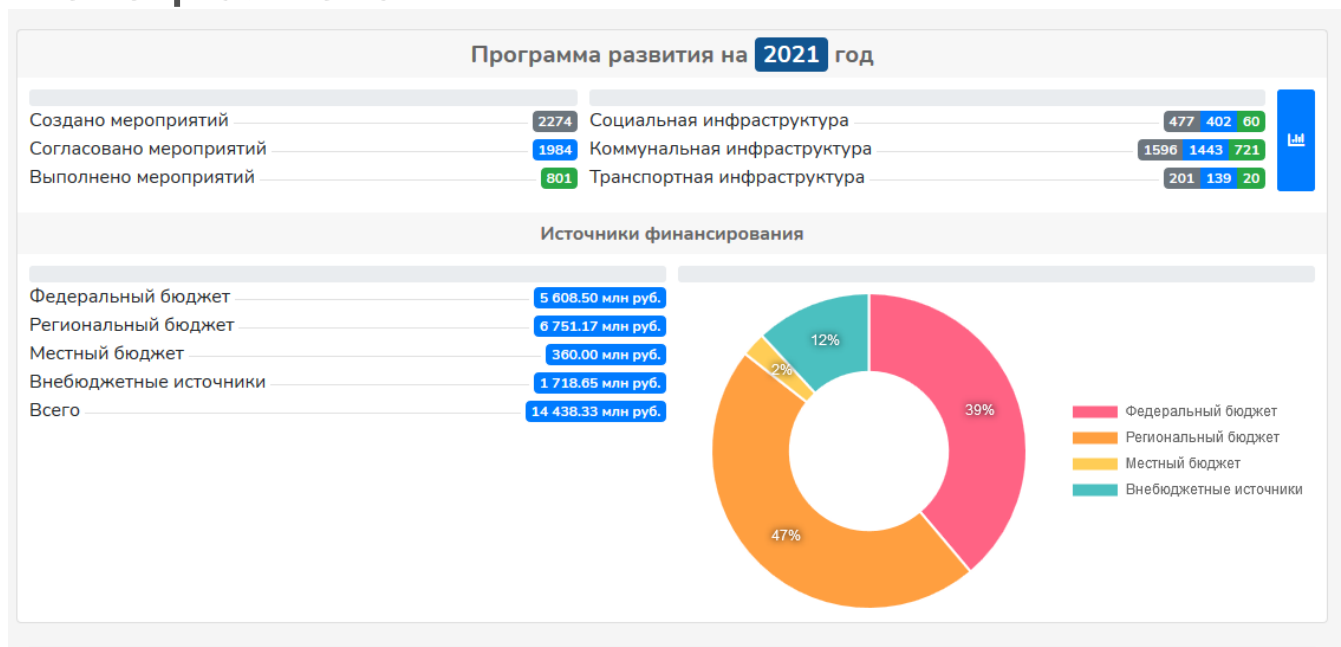 Программа развития на 2021 год
Создано мероприятий 2274
Согласовано мероприятий 1984
Выполнено мероприятий 801
Социальная инфраструктура 477 402 60
Коммунальная инфраструктура 1596 1443 721
Транспортная инфраструктура 201 139 20
Источники финансирования
Федеральный бюджет 5 608.50 млн руб.
Региональный бюджет 6 751.17 млн руб.
Местный бюджет 360.00 млн руб.
Внебюджетные источники 1 718.65 млн руб.
Всего 14 438.33 млн руб.
12%
2%
39%
47%
Федеральный бюджет
Региональный бюджет
Местный бюджет
Внебюджетные источники